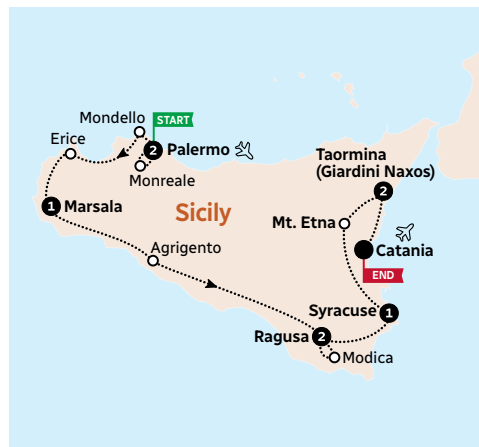 Mondello
START
Erice
2
Palermo
Monreale
Taormina
(Giardini Naxos)
2
1
Marsala
Sicily
Mt. Etna
Agrigento
Catania
END
Syracuse
1
Ragusa
2
Modica